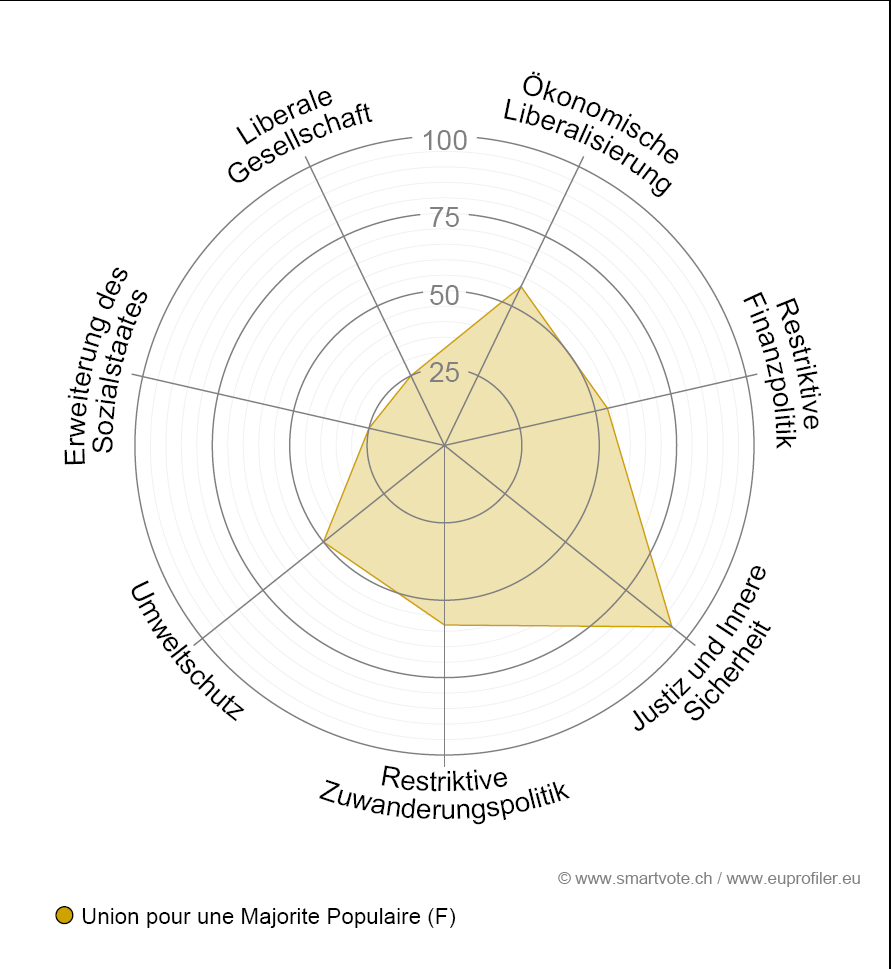 Liberale
Gesellschaft
Ökonomische
Liberalisierung
100
75
50
25
Erweiterung des
Sozialstaates
Restriktive
Finanzpolitik
Umweltschutz
Justiz und Innere
Sicherheit
Restriktive
Zuwanderungspolitik
© www.smartvote.ch / www.euprofiler.eu
Union pour une Majorite Populaire (F)